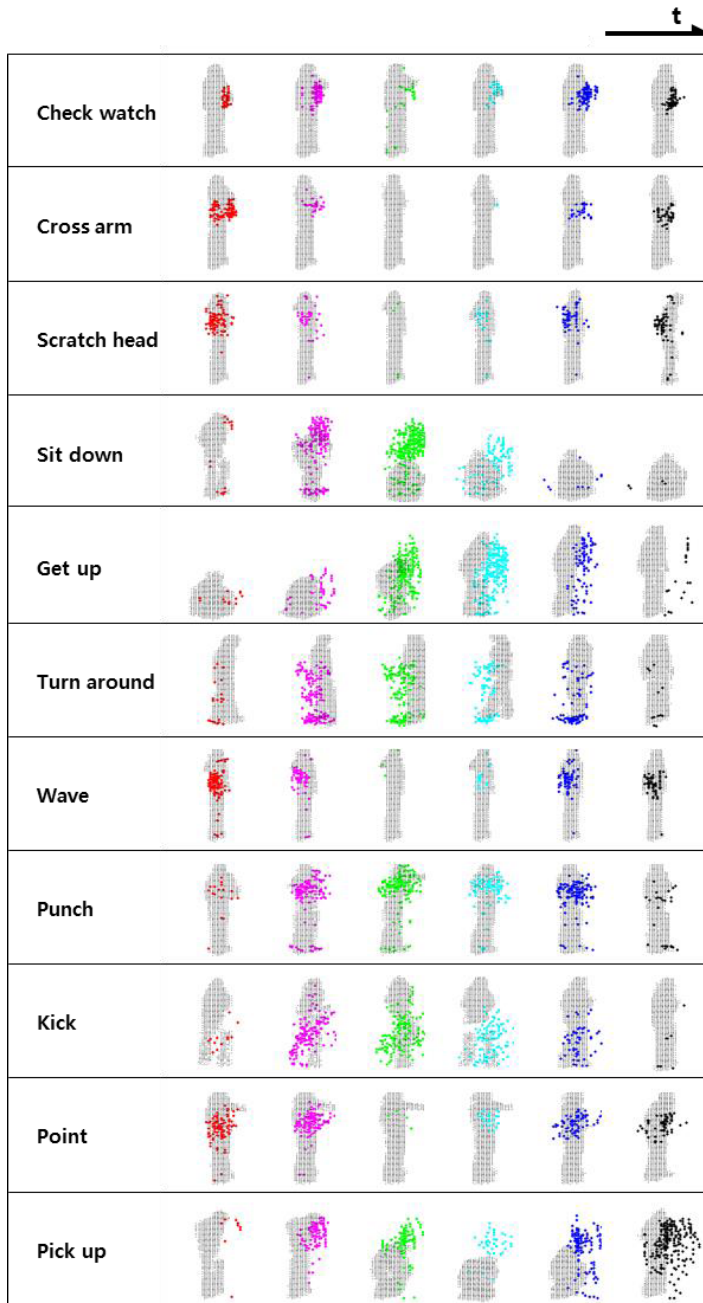 t
Check watch
Cross arm
Scratch head
Sit down
Get up
Turn around
Wave
Punch
Kick
Point
Pick up